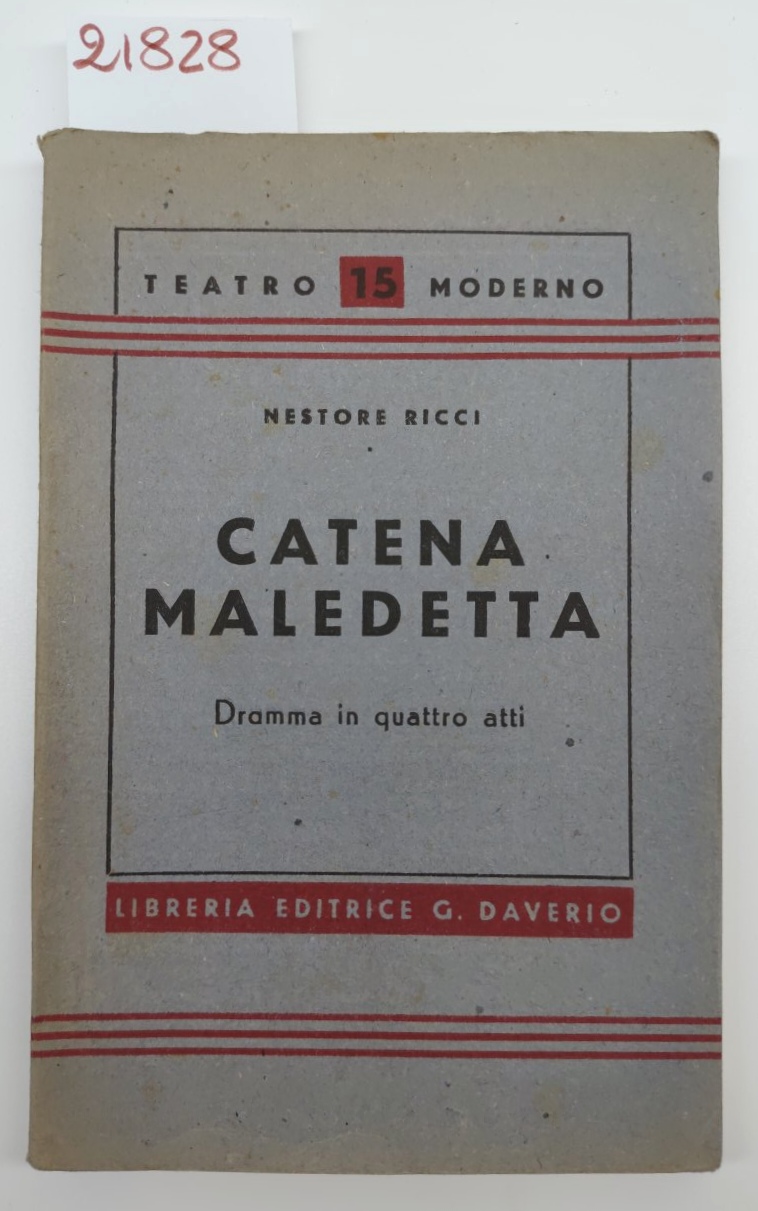 21828
TEATRO 15 MODERNO
NESTORE RICCI
CATENA
MALEDETTA
Dramma in quattro atti
LIBRERIA EDITRICE G. DAVERIO